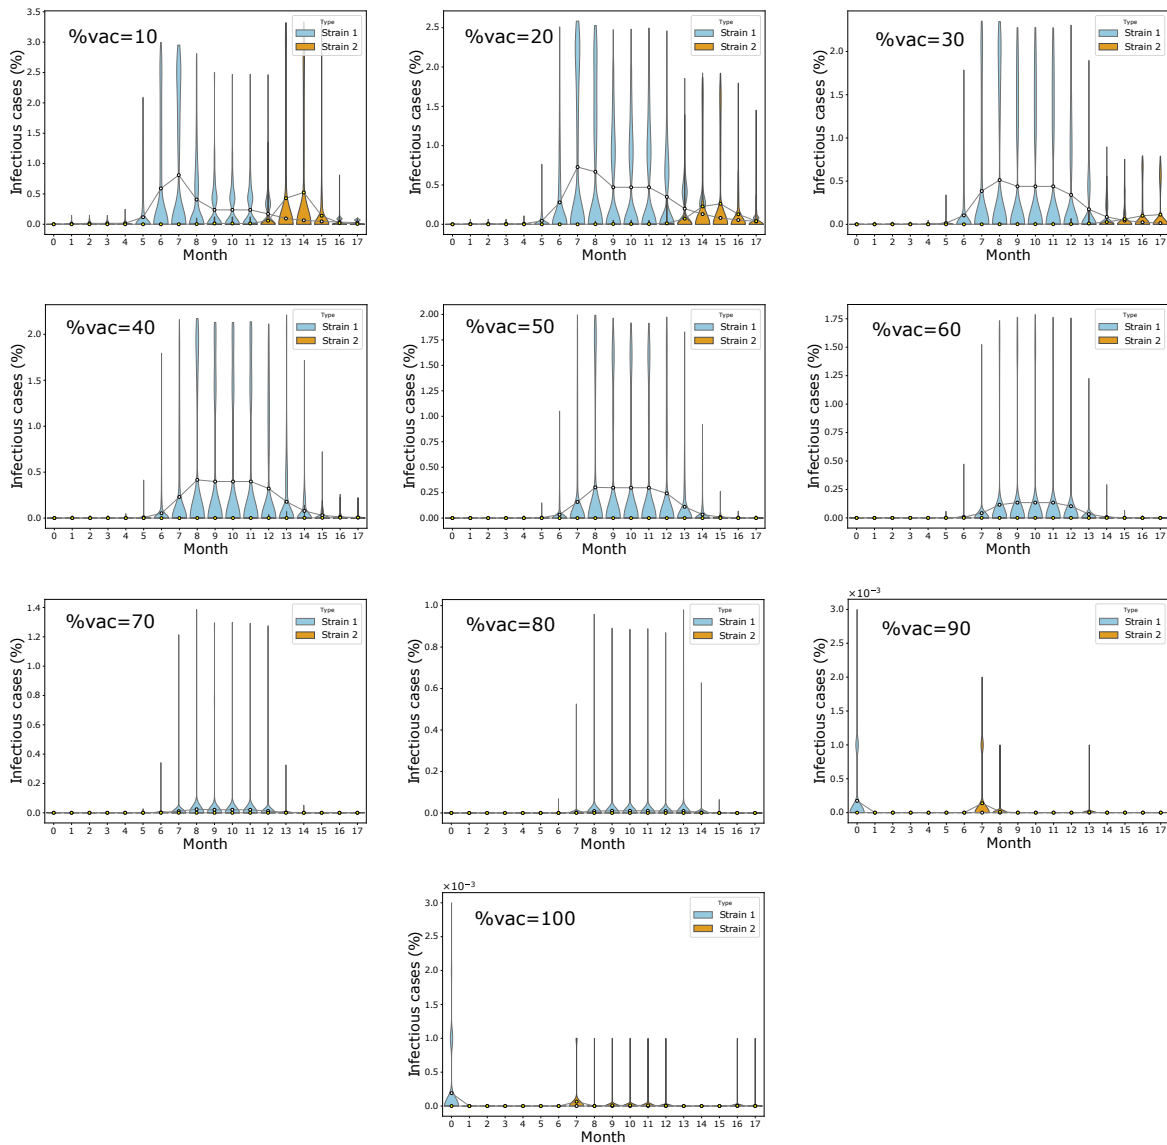 %vac=10
Type
Strain 1
Strain 2
Infectious cases (%)
3.5
3.0
2.5
2.0
1.5
1.0
0.5
0.0
0 1 2 3 4 5 6 7 8 9 10 11 12 13 14 15 16 17
Month
%vac=20
Type
Strain 1
Strain 2
Infectious cases (%)
2.5
2.0
1.5
1.0
0.5
0.0
0 1 2 3 4 5 6 7 8 9 10 11 12 13 14 15 16 17
Month
%vac=30
Type
Strain 1
Strain 2
Infectious cases (%)
2.0
1.5
1.0
0.5
0.0
0 1 2 3 4 5 6 7 8 9 10 11 12 13 14 15 16 17
Month
%vac=40
Type
Strain 1
Strain 2
Infectious cases (%)
2.0
1.5
1.0
0.5
0.0
0 1 2 3 4 5 6 7 8 9 10 11 12 13 14 15 16 17
Month
%vac=50
Type
Strain 1
Strain 2
Infectious cases (%)
2.00
1.75
1.50
1.25
1.00
0.75
0.50
0.25
0.00
0 1 2 3 4 5 6 7 8 9 10 11 12 13 14 15 16 17
Month
%vac=60
Type
Strain 1
Strain 2
Infectious cases (%)
1.75
1.50
1.25
1.00
0.75
0.50
0.25
0.00
0 1 2 3 4 5 6 7 8 9 10 11 12 13 14 15 16 17
Month
%vac=70
Type
Strain 1
Strain 2
Infectious cases (%)
1.4
1.2
1.0
0.8
0.6
0.4
0.2
0.0
0 1 2 3 4 5 6 7 8 9 10 11 12 13 14 15 16 17
Month
%vac=80
Type
Strain 1
Strain 2
Infectious cases (%)
1.0
0.8
0.6
0.4
0.2
0.0
0 1 2 3 4 5 6 7 8 9 10 11 12 13 14 15 16 17
Month
×10⁻³
%vac=90
Type
Strain 1
Strain 2
Infectious cases (%)
3.0
2.5
2.0
1.5
1.0
0.5
0.0
0 1 2 3 4 5 6 7 8 9 10 11 12 13 14 15 16 17
Month
×10⁻³
%vac=100
Type
Strain 1
Strain 2
Infectious cases (%)
3.0
2.5
2.0
1.5
1.0
0.5
0.0
0 1 2 3 4 5 6 7 8 9 10 11 12 13 14 15 16 17
Month